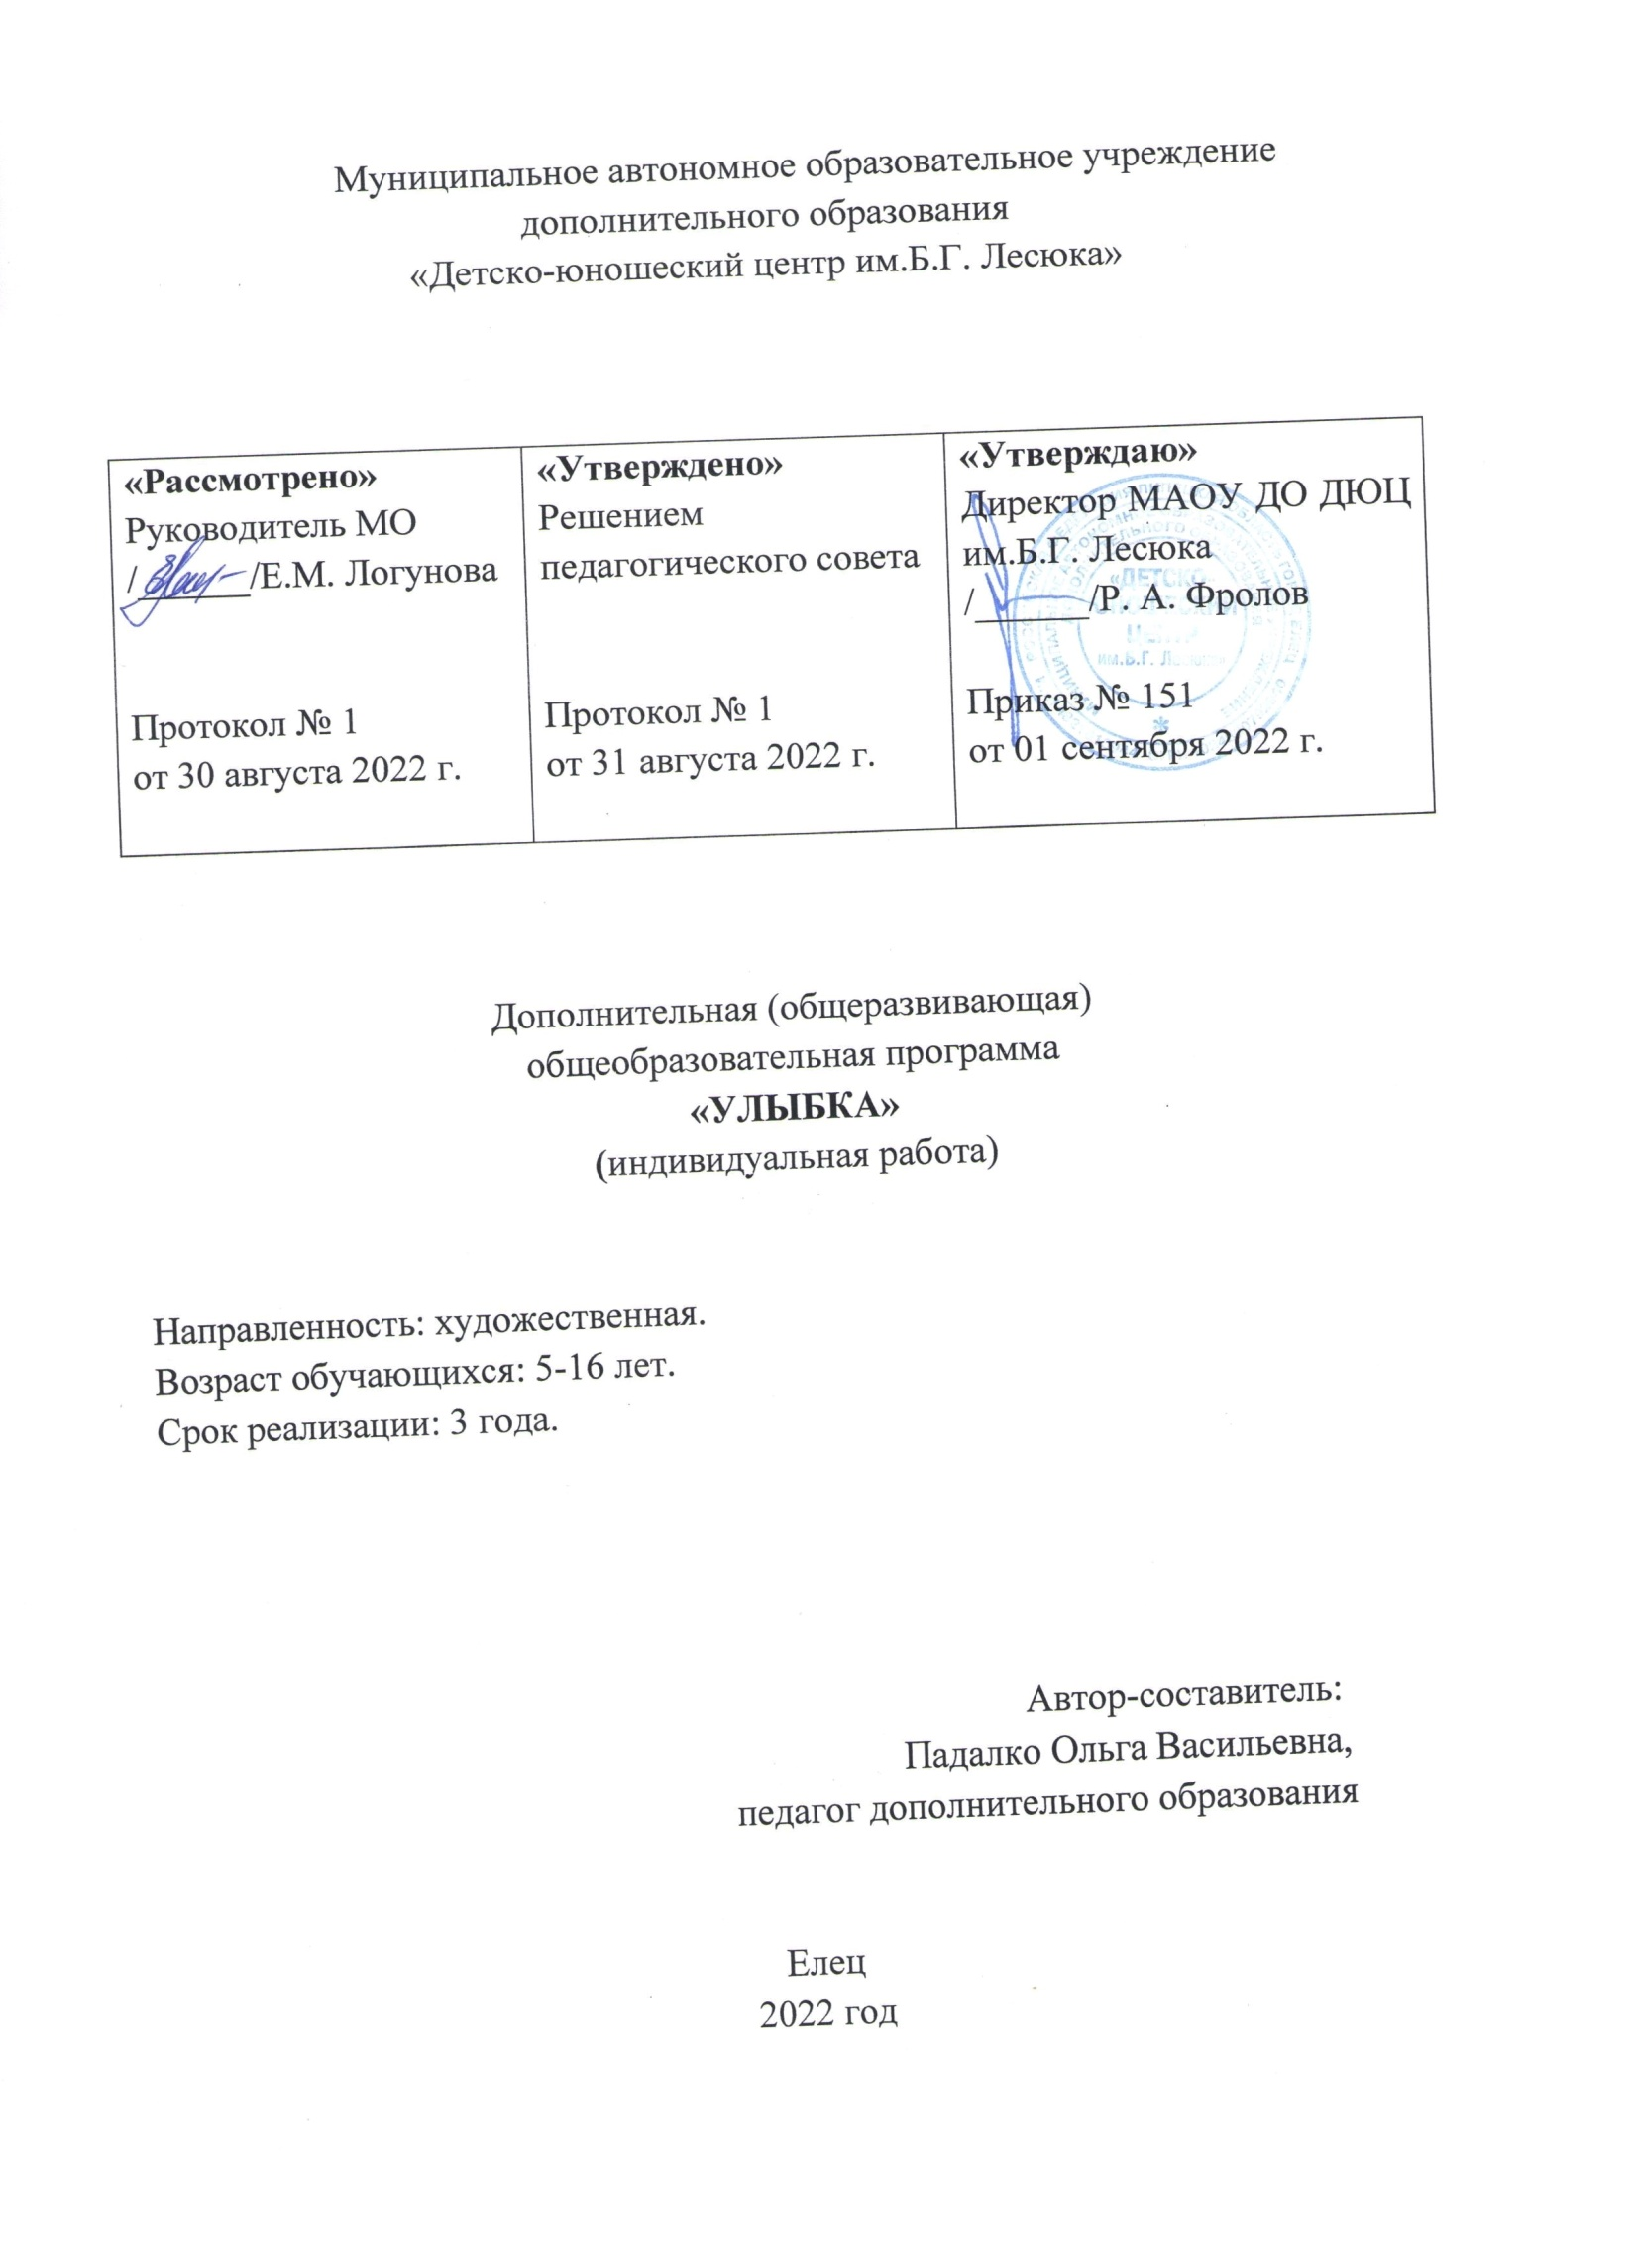 Муниципальное автономное образовательное учреждение
дополнительного образования
«Детско-юношеский центр им.Б.Г. Лесюка»
«Рассмотрено»
Руководитель МО
/______/Е.М. Логунова
Протокол № 1
от 30 августа 2022 г.
«Утверждено»
Решением
педагогического совета
Протокол № 1
от 31 августа 2022 г.
«Утверждаю»
Директор МАОУ ДО ДЮЦ
им.Б.Г. Лесюка
/______/Р. А. Фролов
Приказ № 151
от 01 сентября 2022 г.
«ДЕТСКО-
ЦЕНТР
им.Б.Г.
Дополнительная (общеразвивающая)
общеобразовательная программа
«УЛЫБКА»
(индивидуальная работа)
Направленность: художественная.
Возраст обучающихся: 5-16 лет.
Срок реализации: 3 года.
Автор-составитель:
Падалко Ольга Васильевна,
педагог дополнительного образования
Елец
2022 год